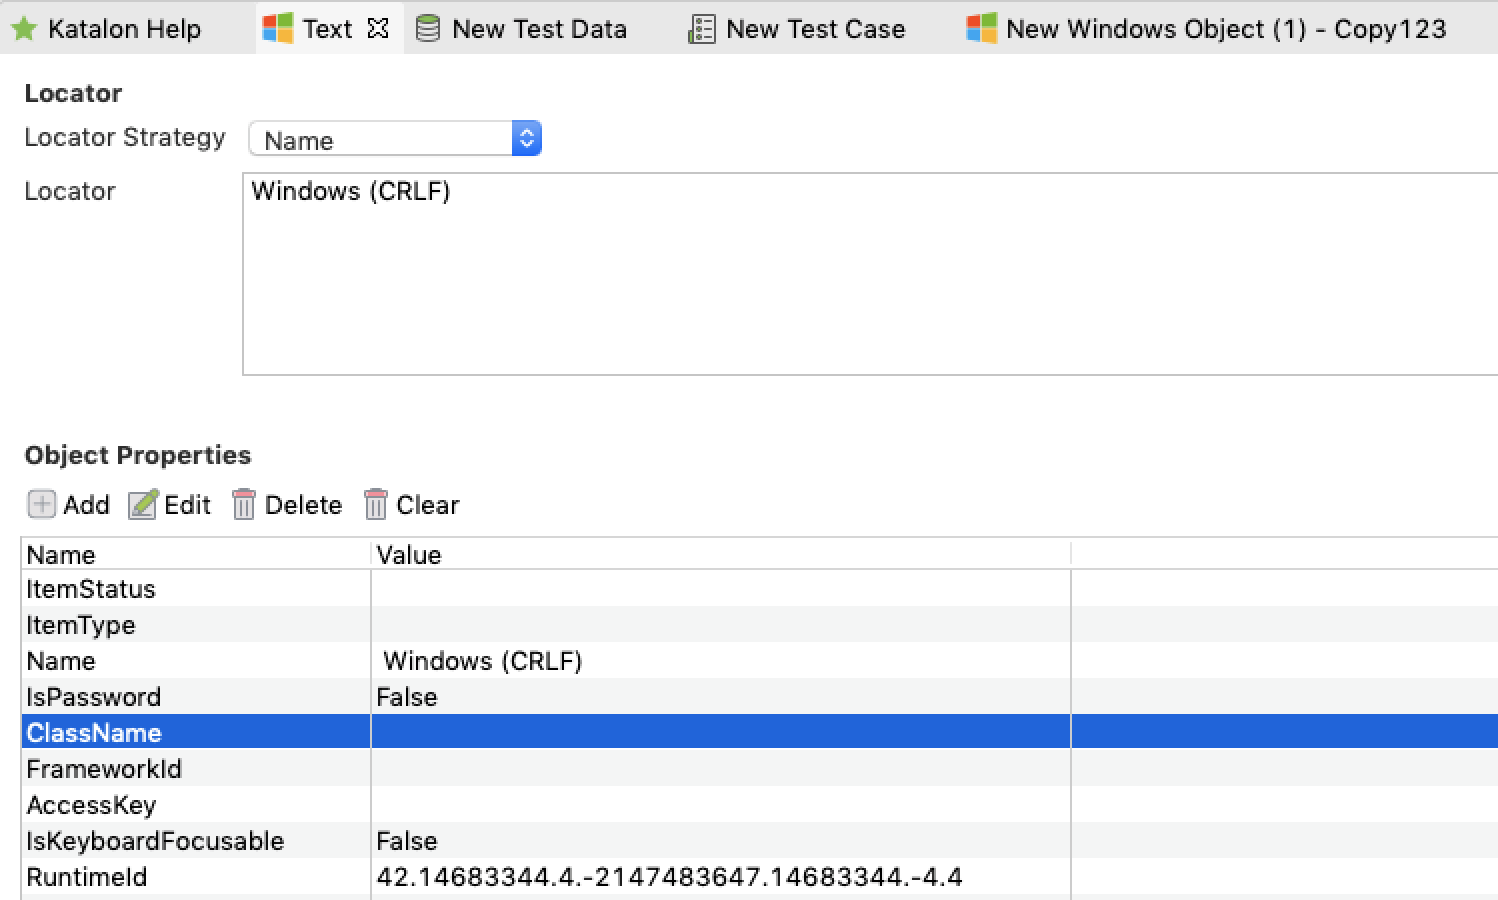 Katalon Help Text New Test Data New Test Case New Windows Object (1) - Copy123
Locator
Locator Strategy Name
Locator Windows (CRLF)
Object Properties
Add Edit Delete Clear
Name Value
ItemStatus
ItemType
Name Windows (CRLF)
IsPassword False
ClassName
FrameworkId
AccessKey
IsKeyboardFocusable False
RuntimeId 42.14683344.4.-2147483647.14683344.-4.4